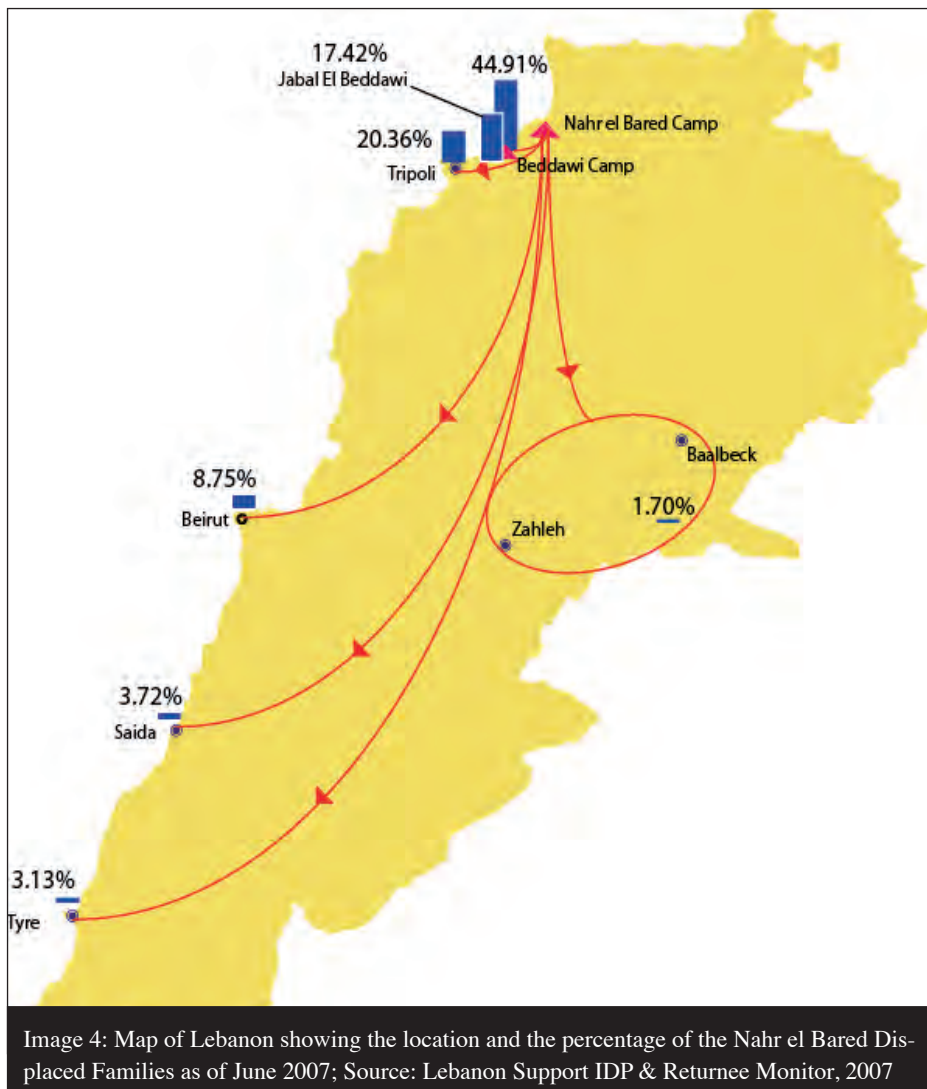 17.42%
Jabal El Beddawi
44.91%
Nahr el Bared Camp
20.36%
Tripoli
Beddawi Camp
Baalbeck
8.75%
Beirut
1.70%
Zahleh
3.72%
Saida
3.13%
Tyre
Image 4: Map of Lebanon showing the location and the percentage of the Nahr el Bared Dis-
placed Families as of June 2007; Source: Lebanon Support IDP & Returnee Monitor, 2007